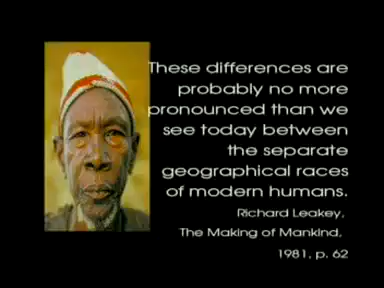 These differences are
probably no more
pronounced than we
see today between
the separate
geographical races
of modern humans.
Richard Leakey,
The Making of Mankind,
1981, p. 62